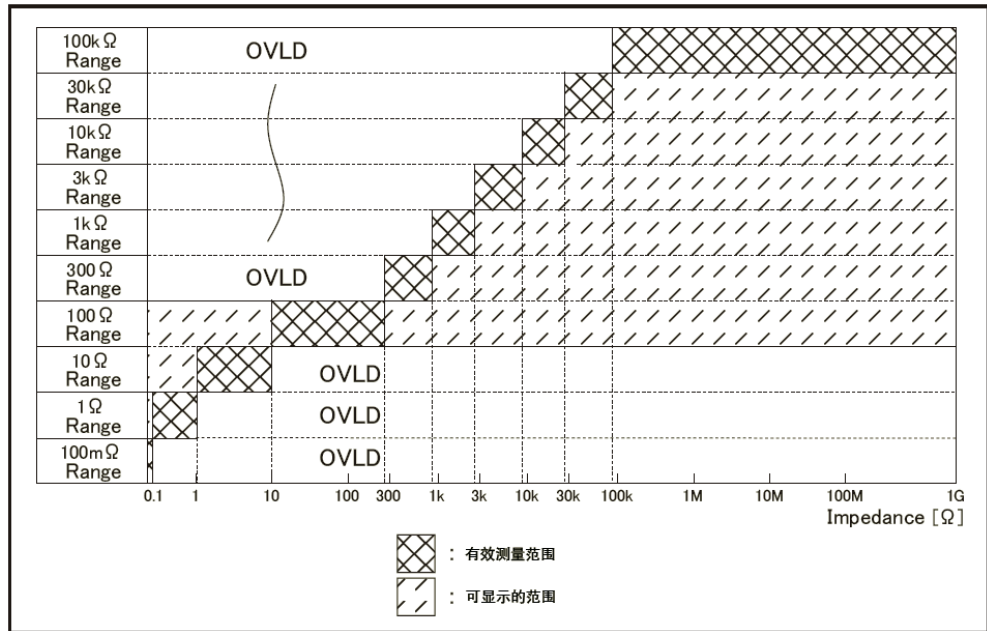 100kΩ
Range
OVLD
30kΩ
Range
10kΩ
Range
3kΩ
Range
1kΩ
Range
300Ω
Range
OVLD
100Ω
Range
10Ω
Range
OVLD
1Ω
Range
OVLD
100mΩ
Range
OVLD
0.1 1 10 100 300 1k 3k 10k 30k 100k 1M 10M 100M 1G
Impedance [Ω]
: 有效测量范围
: 可显示的范围